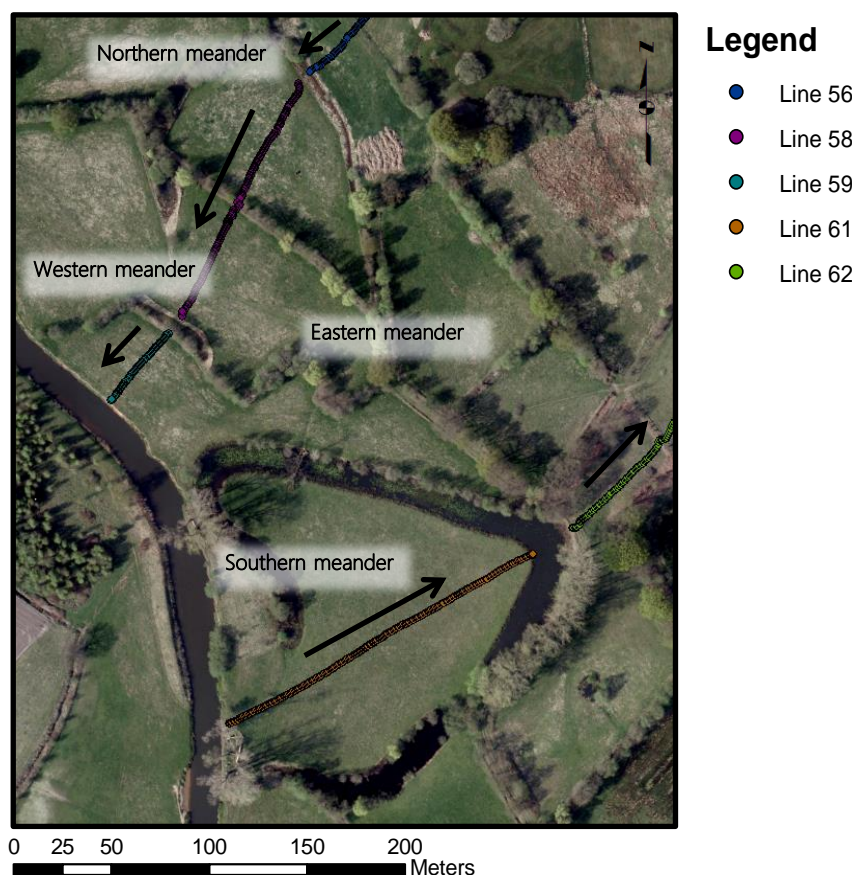 Northern meander
Western meander
Eastern meander
Southern meander
Legend
Line 56
Line 58
Line 59
Line 61
Line 62
0 25 50 100 150 200
Meters